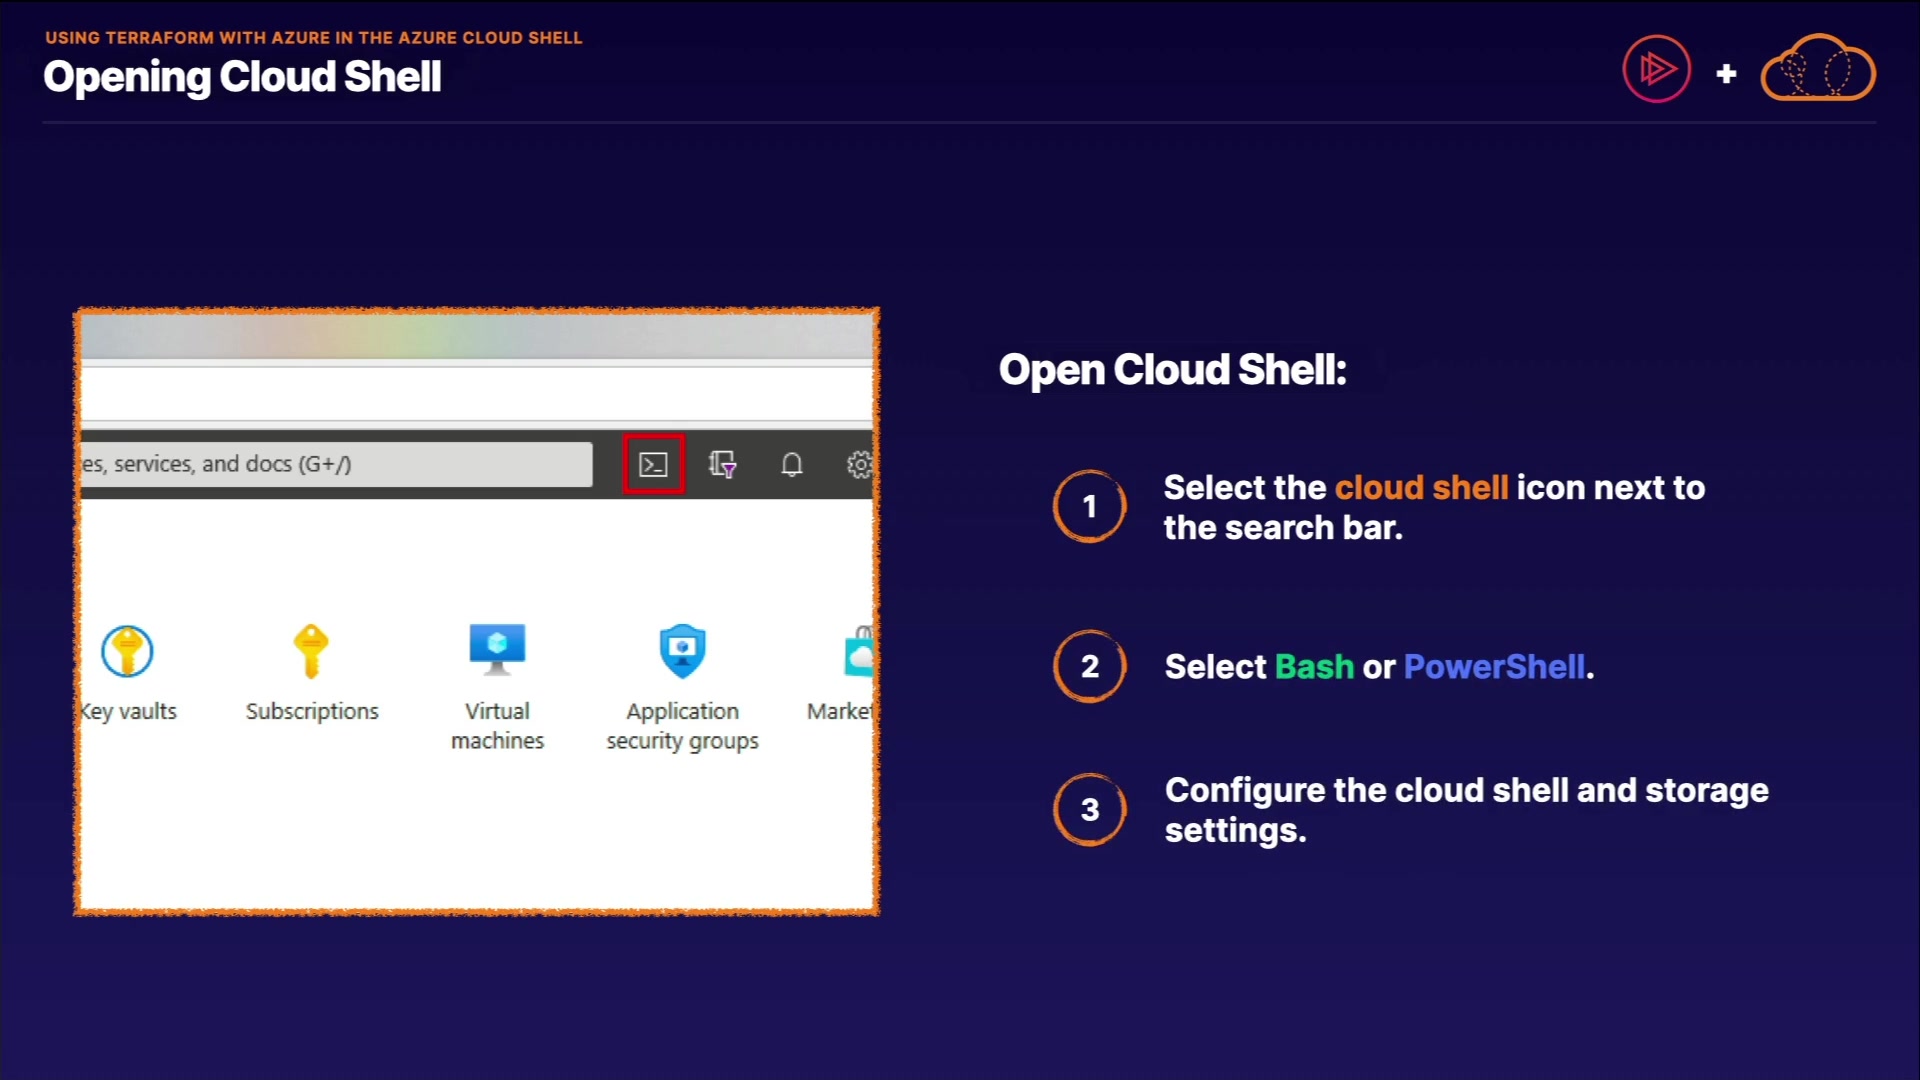 USING TERRAFORM WITH AZURE IN THE AZURE CLOUD SHELL
Opening Cloud Shell
es, services, and docs (G+/)
Key vaults
Subscriptions
Virtual
machines
Application
security groups
Market
Open Cloud Shell:
1
Select the cloud shell icon next to
the search bar.
2
Select Bash or PowerShell.
3
Configure the cloud shell and storage
settings.